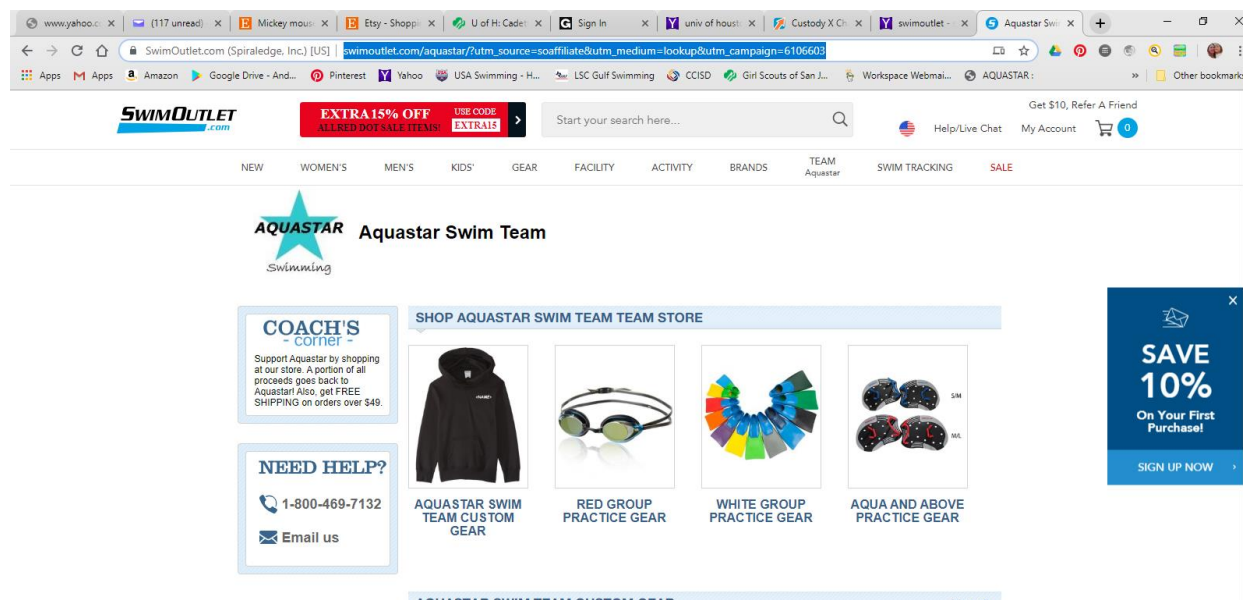 www.yahoo.c
(117 unread)
Mickey mous
Etsy - Shoppi
U of H: Cadet
Sign In
univ of houst
Custody X Ch
swimoutlet -
Aquastar Swi
SwimOutlet.com (Spiraledge, Inc.) [US] | swimoutlet.com/aquastar/?utm_source=soaffiliate&utm_medium=lookup&utm_campaign=6106603
Apps Apps Amazon Google Drive - And... Pinterest Yahoo USA Swimming - H... LSC Gulf Swimming CCISD Girl Scouts of San J... Workspace Webmai... AQUASTAR : » Other bookmark
SWIMOUTLET
.com
EXTRA15% OFF
ALLRED DOT SALE ITEMS!
USE CODE
EXTRA15
Start your search here...
Get $10, Refer A Friend
Help/Live Chat My Account 0
NEW WOMEN'S MEN'S KIDS' GEAR FACILITY ACTIVITY BRANDS TEAM SWIM TRACKING SALE
Aquastar
AQUASTAR
Swimming
Aquastar Swim Team
COACH'S
- corner -
Support Aquastar by shopping
at our store. A portion of all
proceeds goes back to
Aquastar! Also, get FREE
SHIPPING on orders over $49.
NEED HELP?
1-800-469-7132
Email us
SHOP AQUASTAR SWIM TEAM TEAM STORE
S/M
M/L
AQUASTAR SWIM
TEAM CUSTOM
GEAR
RED GROUP
PRACTICE GEAR
WHITE GROUP
PRACTICE GEAR
AQUA AND ABOVE
PRACTICE GEAR
SAVE
10%
On Your First
Purchase!
SIGN UP NOW
AQUASTAR SWIM TEAM CUSTOM GEAR